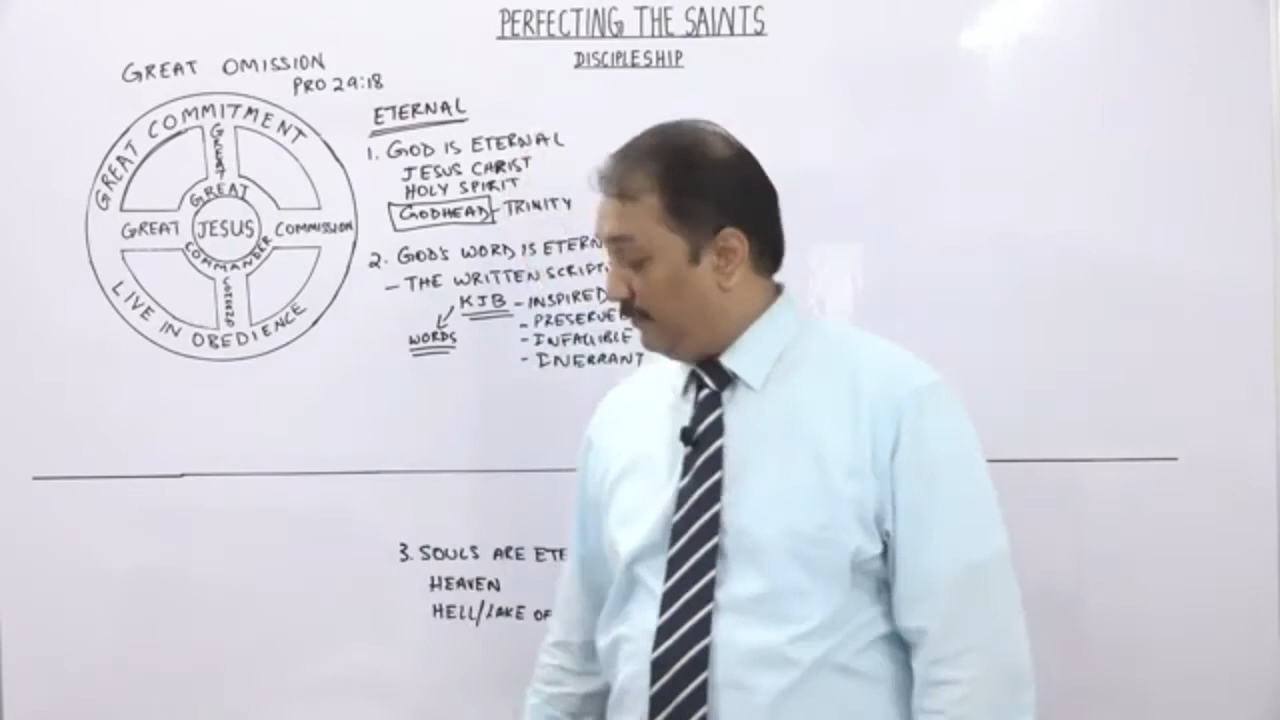 PERFECTING THE SAINTS
DISCIPLESHIP
GREAT OMISSION
PRO 29:18
GREAT COMMITMENT
GREAT
GREAT
GREAT JESUS COMMISSION
COMMANDER
LIVE IN OBEDIENCE
ETERNAL
1. GOD IS ETERNAL
JESUS CHRIST
HOLY SPIRIT
GODHEAD - TRINITY
2. GOD'S WORD IS ETERN
- THE WRITTEN SCRIPT
KJB - INSPIRED
WORDS
- PRESERVE
- INFALLIBLE
- INERRANT
3. SOULS ARE ETE
HEAVEN
HELL/LAKE OF